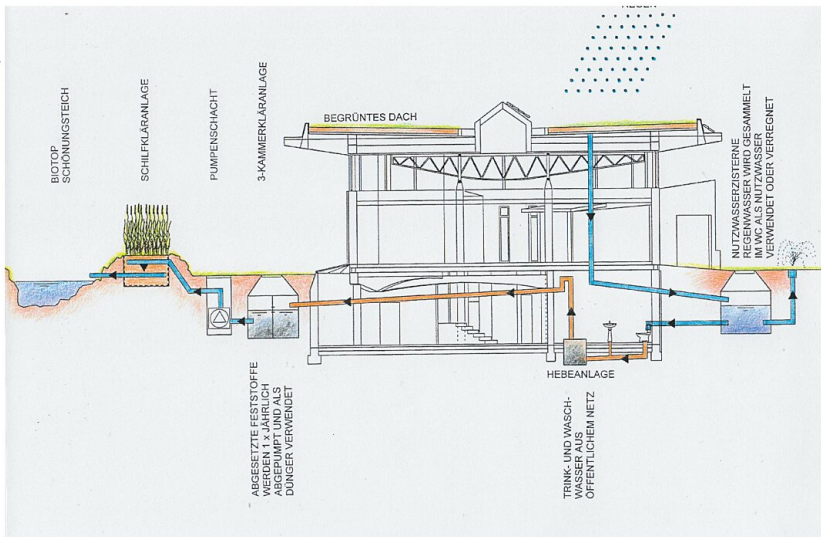 BIOTOP
SCHÖNUNGSTEICH
SCHILFKLÄRANLAGE
PUMPENSCHACHT
3-KAMMERKLÄRANLAGE
BEGRÜNTES DACH
REGEN
NUTZWASSERZISTERNE
REGENWASSER WIRD GESAMMELT
IM WC ALS NUTZWASSER
VERWENDET ODER VERREGNET
HEBEANLAGE
ABGESETZTE FESTSTOFFE
WERDEN 1 x JÄHRLICH
ABGEPUMPT UND ALS
DÜNGER VERWENDET
TRINK- UND WASCH-
WASSER AUS
ÖFFENTLICHEM NETZ